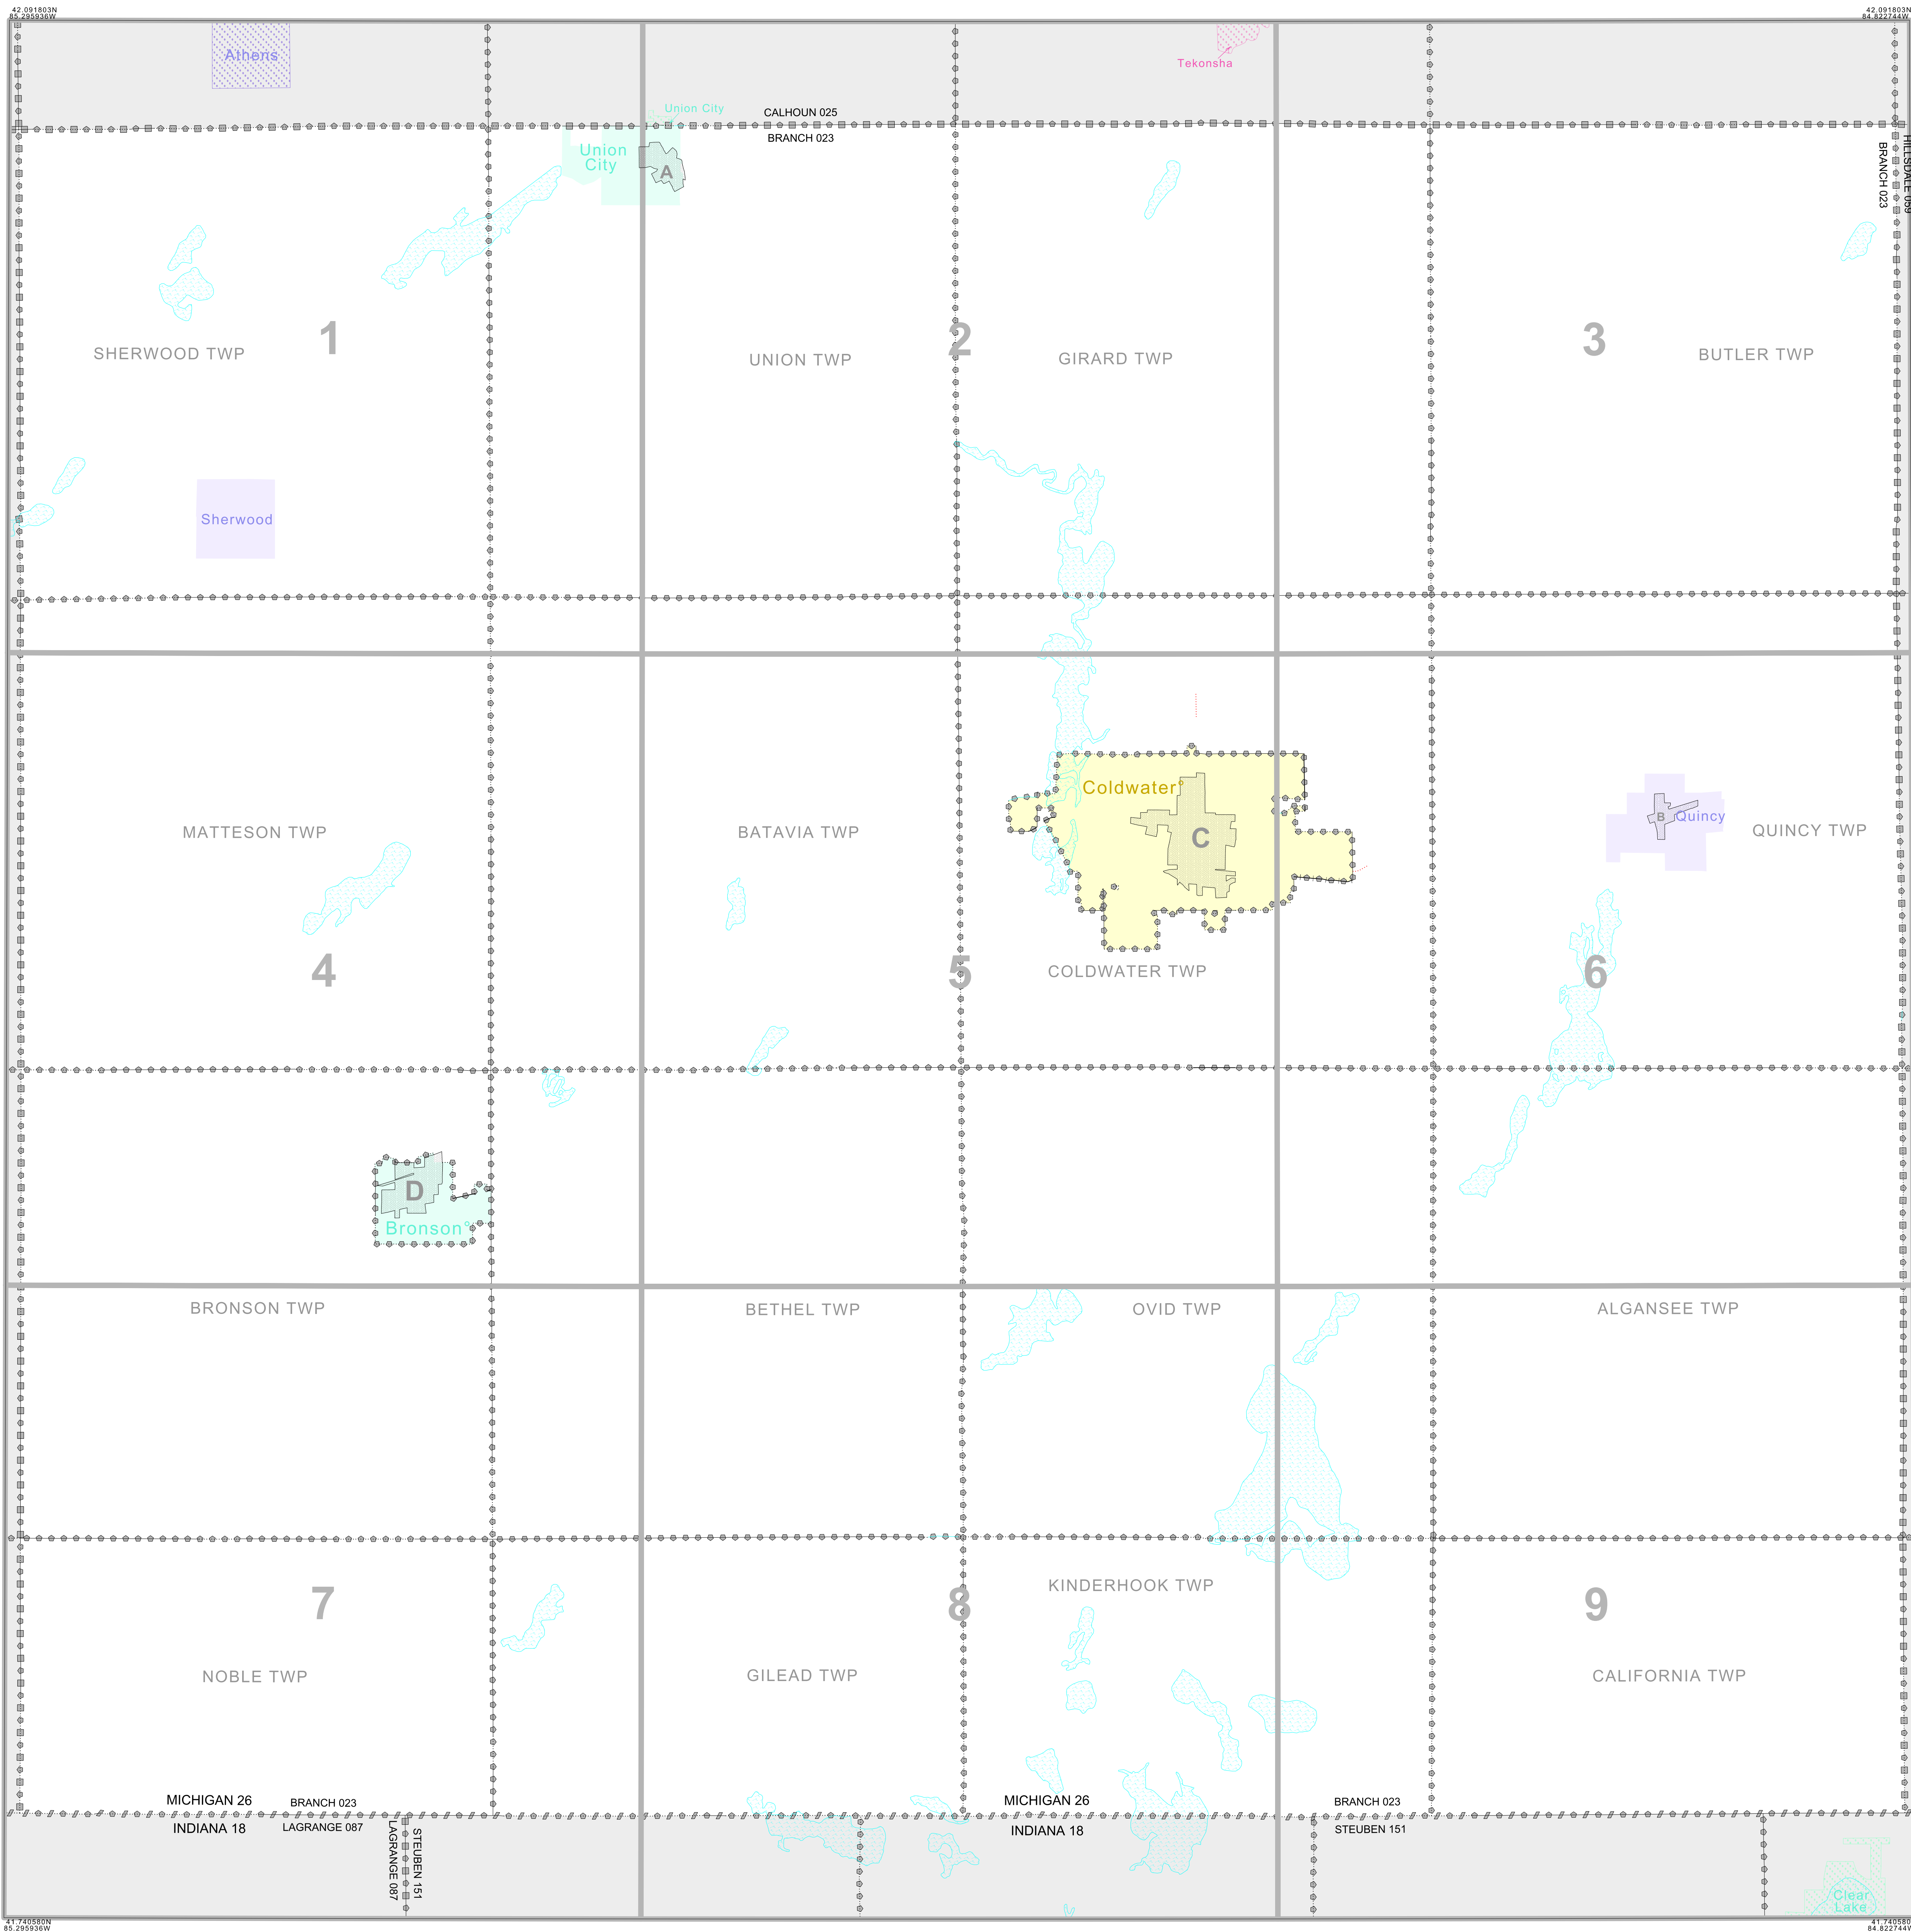 42.091803N
85.295936W
42.091803N
84.822744W
Athens
Tekonsha
Union City
CALHOUN 025
BRANCH 023
BRANCH 023
HILLSDALE 059
Union
City
A
1
2
3
SHERWOOD TWP
UNION TWP
GIRARD TWP
BUTLER TWP
Sherwood
Coldwater°
C
B
Quincy
MATTESON TWP
BATAVIA TWP
QUINCY TWP
4
5
6
COLDWATER TWP
D
Bronson°
BRONSON TWP
BETHEL TWP
OVID TWP
ALGANSEE TWP
KINDERHOOK TWP
7
8
9
NOBLE TWP
GILEAD TWP
CALIFORNIA TWP
MICHIGAN 26
BRANCH 023
MICHIGAN 26
BRANCH 023
INDIANA 18
LAGRANGE 087
INDIANA 18
STEUBEN 151
LAGRANGE 087
STEUBEN 151
Clear
Lake
41.740580N
85.295936W
41.740580N
84.822744W